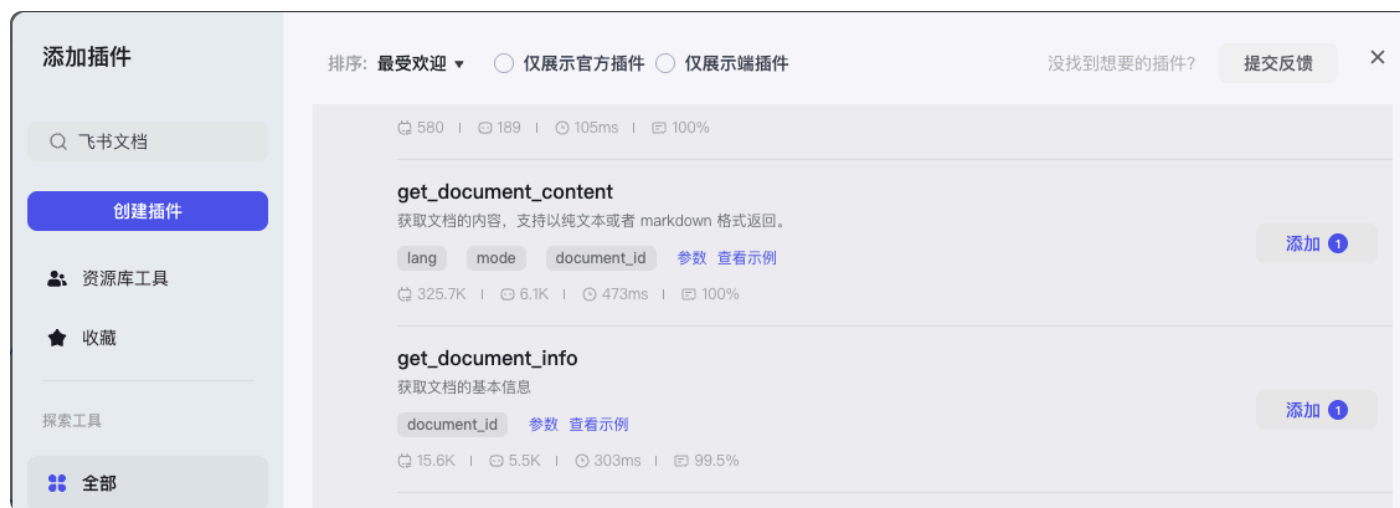 添加插件
飞书文档
创建插件
资源库工具
收藏
探索工具
全部
排序: 最受欢迎 仅展示官方插件 仅展示端插件 没找到想要的插件? 提交反馈
580 189 105ms 100%
get_document_content
获取文档的内容，支持以纯文本或者 markdown 格式返回。
lang mode document_id 参数 查看示例
添加 1
325.7K 6.1K 473ms 100%
get_document_info
获取文档的基本信息
document_id 参数 查看示例
添加 1
15.6K 5.5K 303ms 99.5%